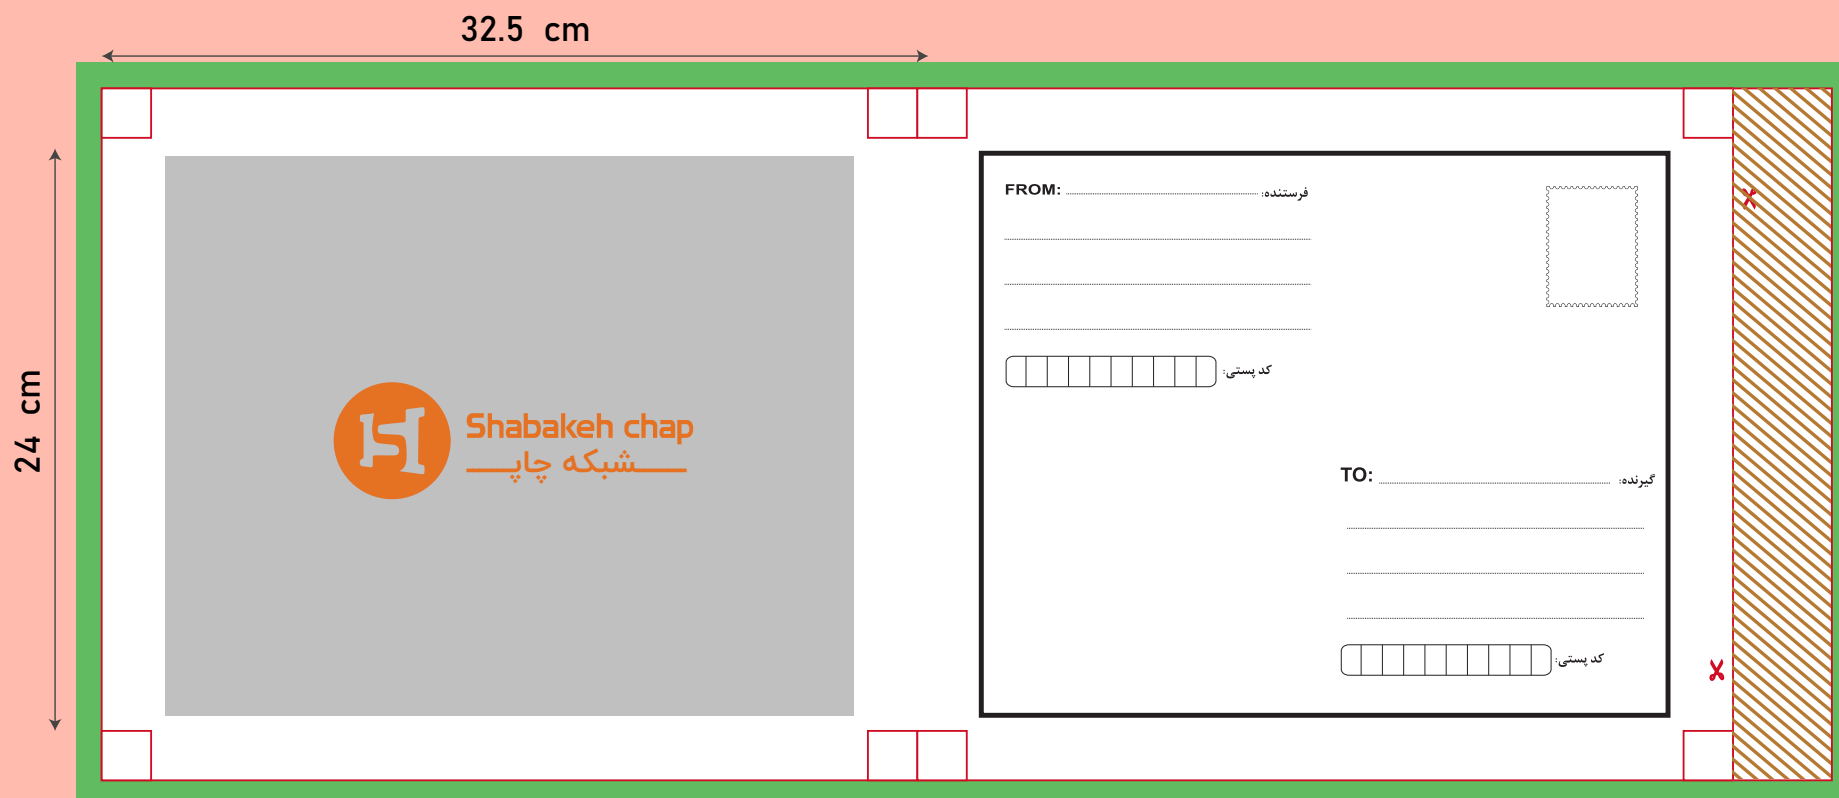 32.5 cm
24 cm
Shabakeh chap
شبکه چاپ
FROM: فرستنده:
کد پستی:
TO: گیرنده:
کد پستی: